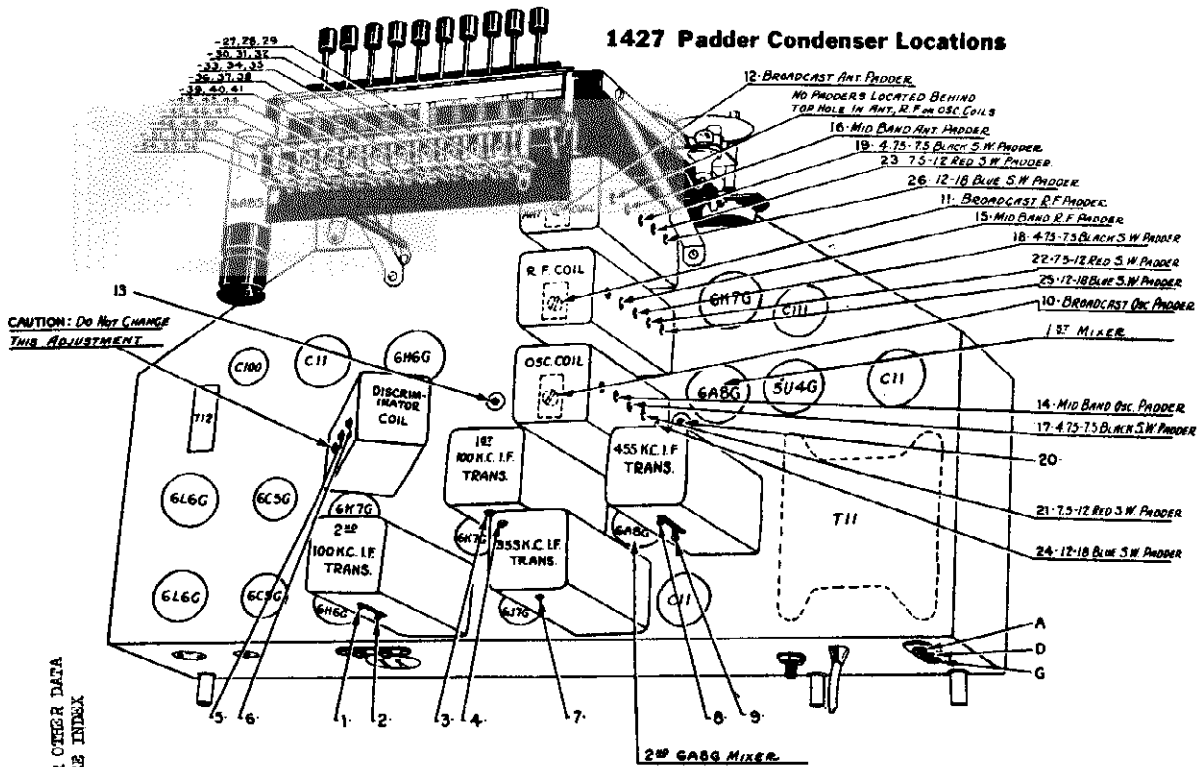 1427 Padder Condenser Locations
-27, 28, 29
-30, 31, 32
-33, 34, 35
-36, 37, 38
-39, 40, 41
12- BROADCAST ANT. PADDER
NO PADDERS LOCATED BEHIND
TOP HOLE IN ANT., R.F. OR OSC. COILS
16- MID BAND ANT. PADDER
19- 4.75-7.5 BLACK S.W. PADDER
23 7.5-12 RED S.W. PADDER
26- 12-18 BLUE S.W. PADDER
11- BROADCAST R.F. PADDER
15- MID BAND R.F. PADDER
18- 4.75-7.5 BLACK S.W. PADDER
22- 7.5-12 RED S.W. PADDER
25- 12-18 BLUE S.W. PADDER
10- BROADCAST OSC. PADDER
1ST MIXER
14- MID BAND OSC. PADDER
17- 4.75-7.5 BLACK S.W. PADDER
20-
21- 7.5-12 RED S.W. PADDER
24- 12-18 BLUE S.W. PADDER
R.F. COIL
OSC. COIL
6K7G
C111
6A8G
5U4G
C11
13
CAUTION: DO NOT CHANGE
THIS ADJUSTMENT
C100
C11
6H6G
T12
DISCRIM-
INATOR
COIL
1ST
100 K.C. I.F.
TRANS.
455 K.C. I.F.
TRANS.
T11
6L6G
6C5G
6K7G
6K7G
6A8G
2ND
100 K.C. I.F.
TRANS.
355 K.C. I.F.
TRANS.
6L6G
6C5G
6H6G
6J7G
C11
A
D
G
5-
6-
1-
2-
3-
4-
7-
8-
9-
2ND 6A8G MIXER
OTHER DATA
INDEX